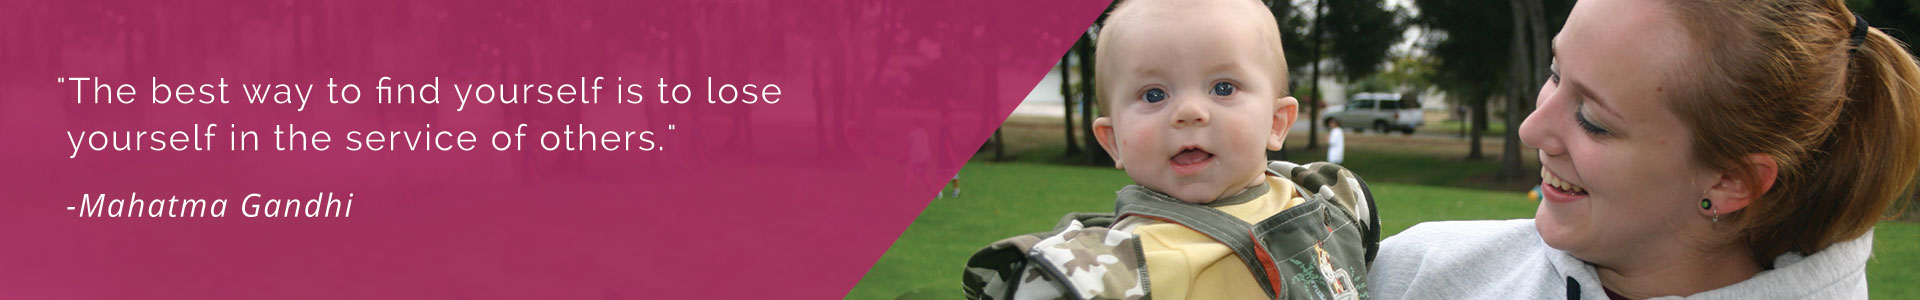 "The best way to find yourself is to lose
yourself in the service of others."
-Mahatma Gandhi